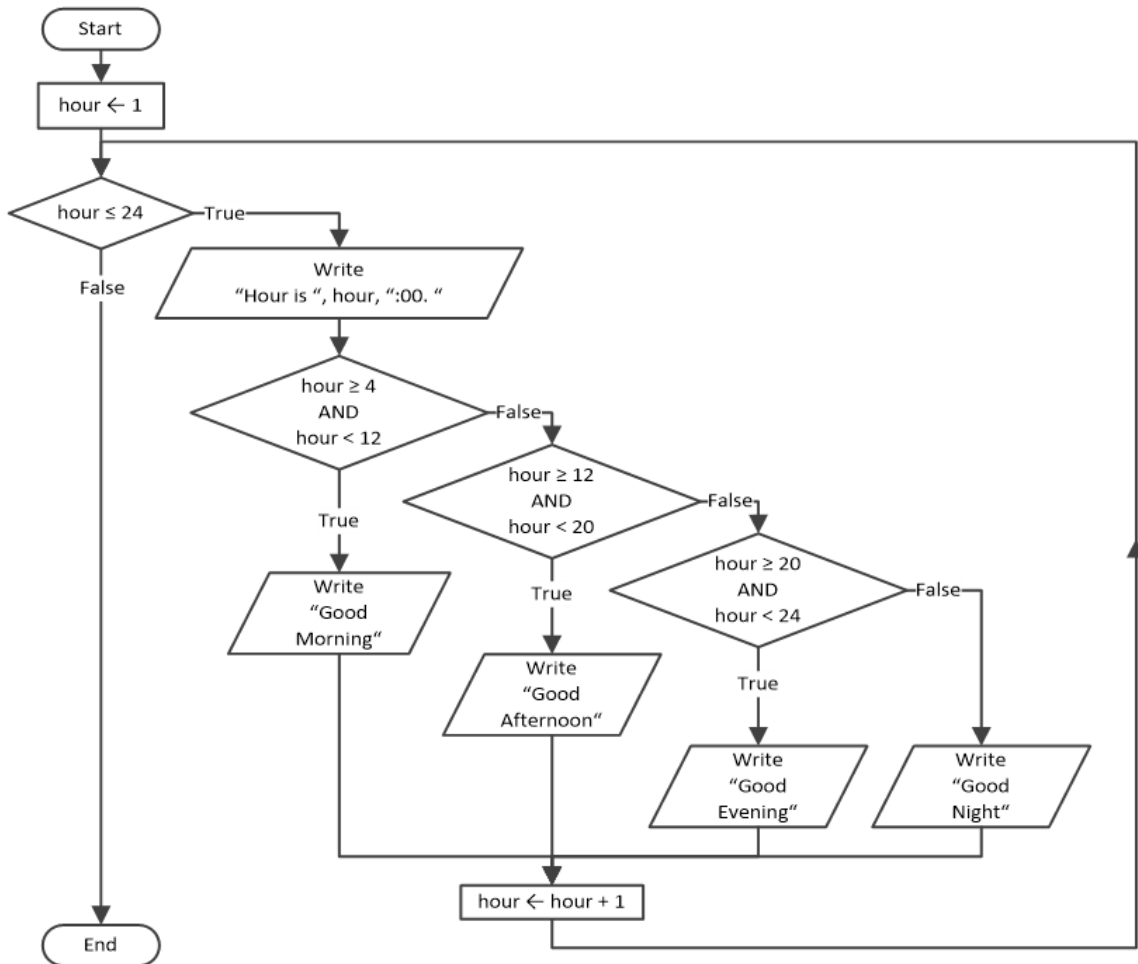 Start
hour ← 1
hour ≤ 24
True
False
Write
“Hour is “, hour, “:00. “
hour ≥ 4
AND
hour < 12
False
True
hour ≥ 12
AND
hour < 20
False
True
hour ≥ 20
AND
hour < 24
False
True
Write
“Good
Morning“
Write
“Good
Afternoon“
Write
“Good
Evening“
Write
“Good
Night“
hour ← hour + 1
End